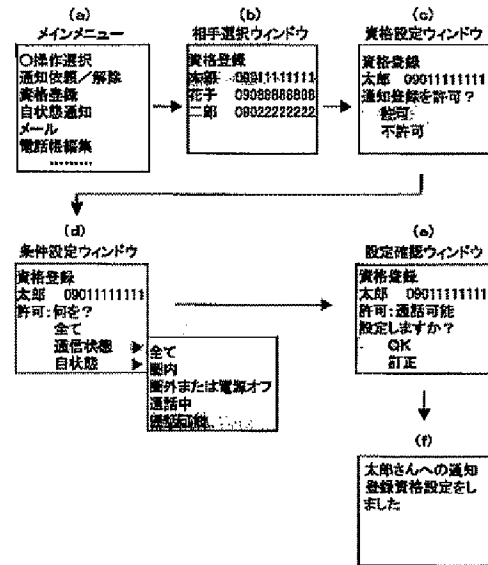 (a)
メインメニュー
〇操作選択
通知依頼／解除
資格登録
自状態通知
メール
電話帳編集
………
(b)
相手選択ウィンドウ
資格登録
太郎 09011111111
花子 09088888888
二郎 09022222222
(c)
資格設定ウィンドウ
資格登録
太郎 09011111111
通知登録を許可？
許可
不許可
(d)
条件設定ウィンドウ
資格登録
太郎 09011111111
許可:何を？
全て
通信状態 ▶
自状態 ▶
全て
圏内
圏外または電源オフ
通話中
通話可能
(e)
設定確認ウィンドウ
資格登録
太郎 09011111111
許可:通話可能
設定しますか？
OK
訂正
(f)
太郎さんへの通知
登録資格設定をし
ました